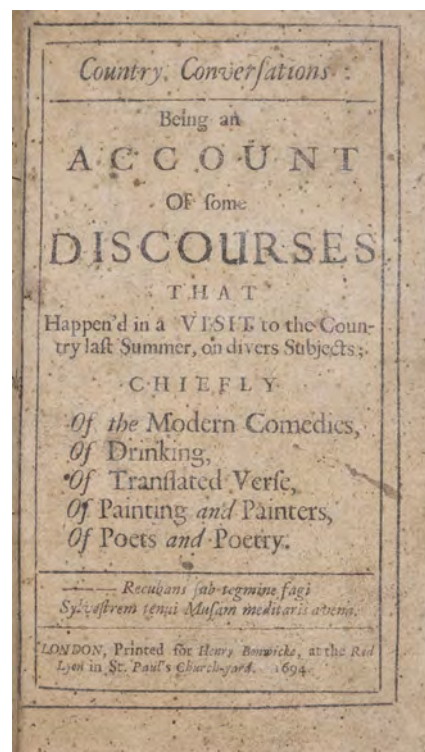 Country Converſations:
Being an
ACCOUNT
Of ſome
DISCOURSES
THAT
Happen'd in a VISIT to the Coun-
try laſt Summer, on divers Subjects;
CHIEFLY
Of the Modern Comedies,
Of Drinking,
Of Tranſlated Verſe,
Of Painting and Painters,
Of Poets and Poetry.
Recubans ſub tegmine fagi
Sylveſtrem tenui Muſam meditaris avena.
LONDON, Printed for Henry Bonwicke, at the Red
Lyon in St. Paul's Church-yard. 1694